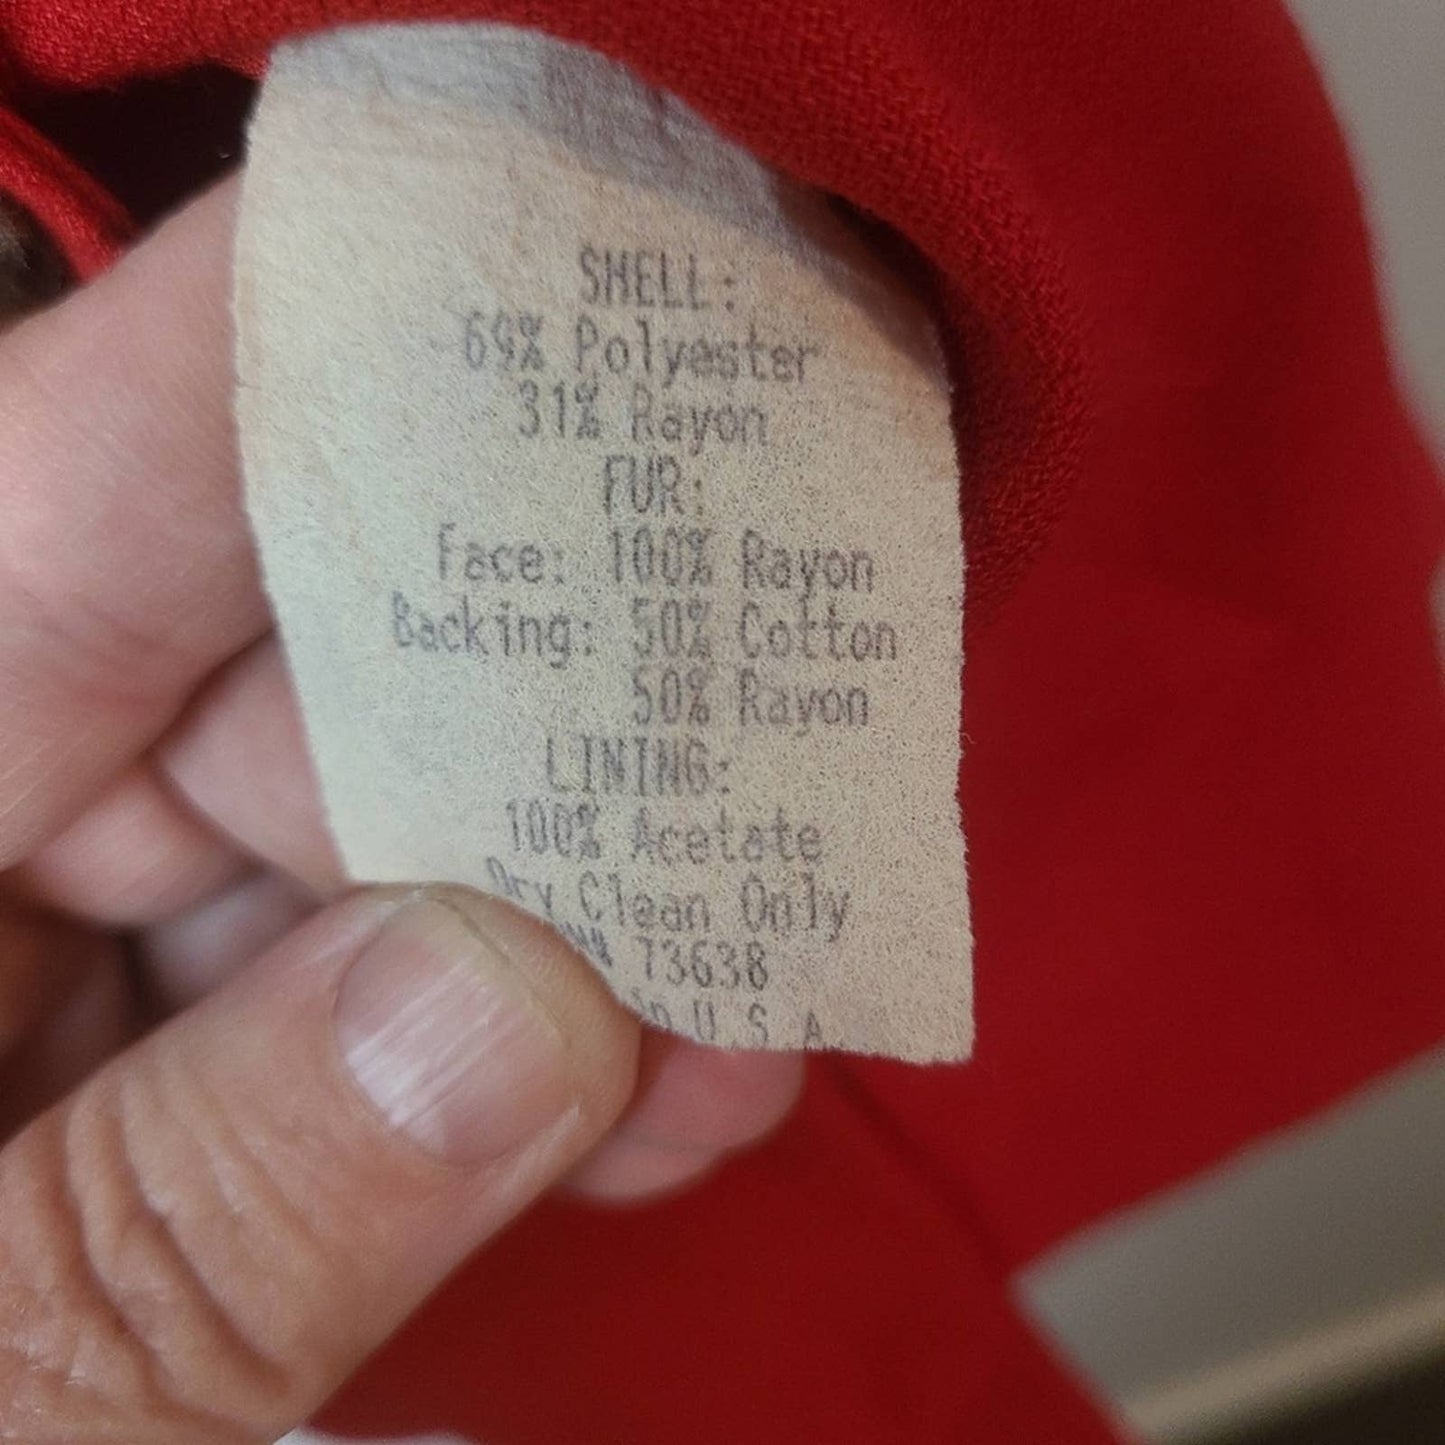 SHELL:
69% Polyester
31% Rayon
FUR:
Face: 100% Rayon
Backing: 50% Cotton
50% Rayon
LINING:
100% Acetate
Dry Clean Only
73638
U.S.A